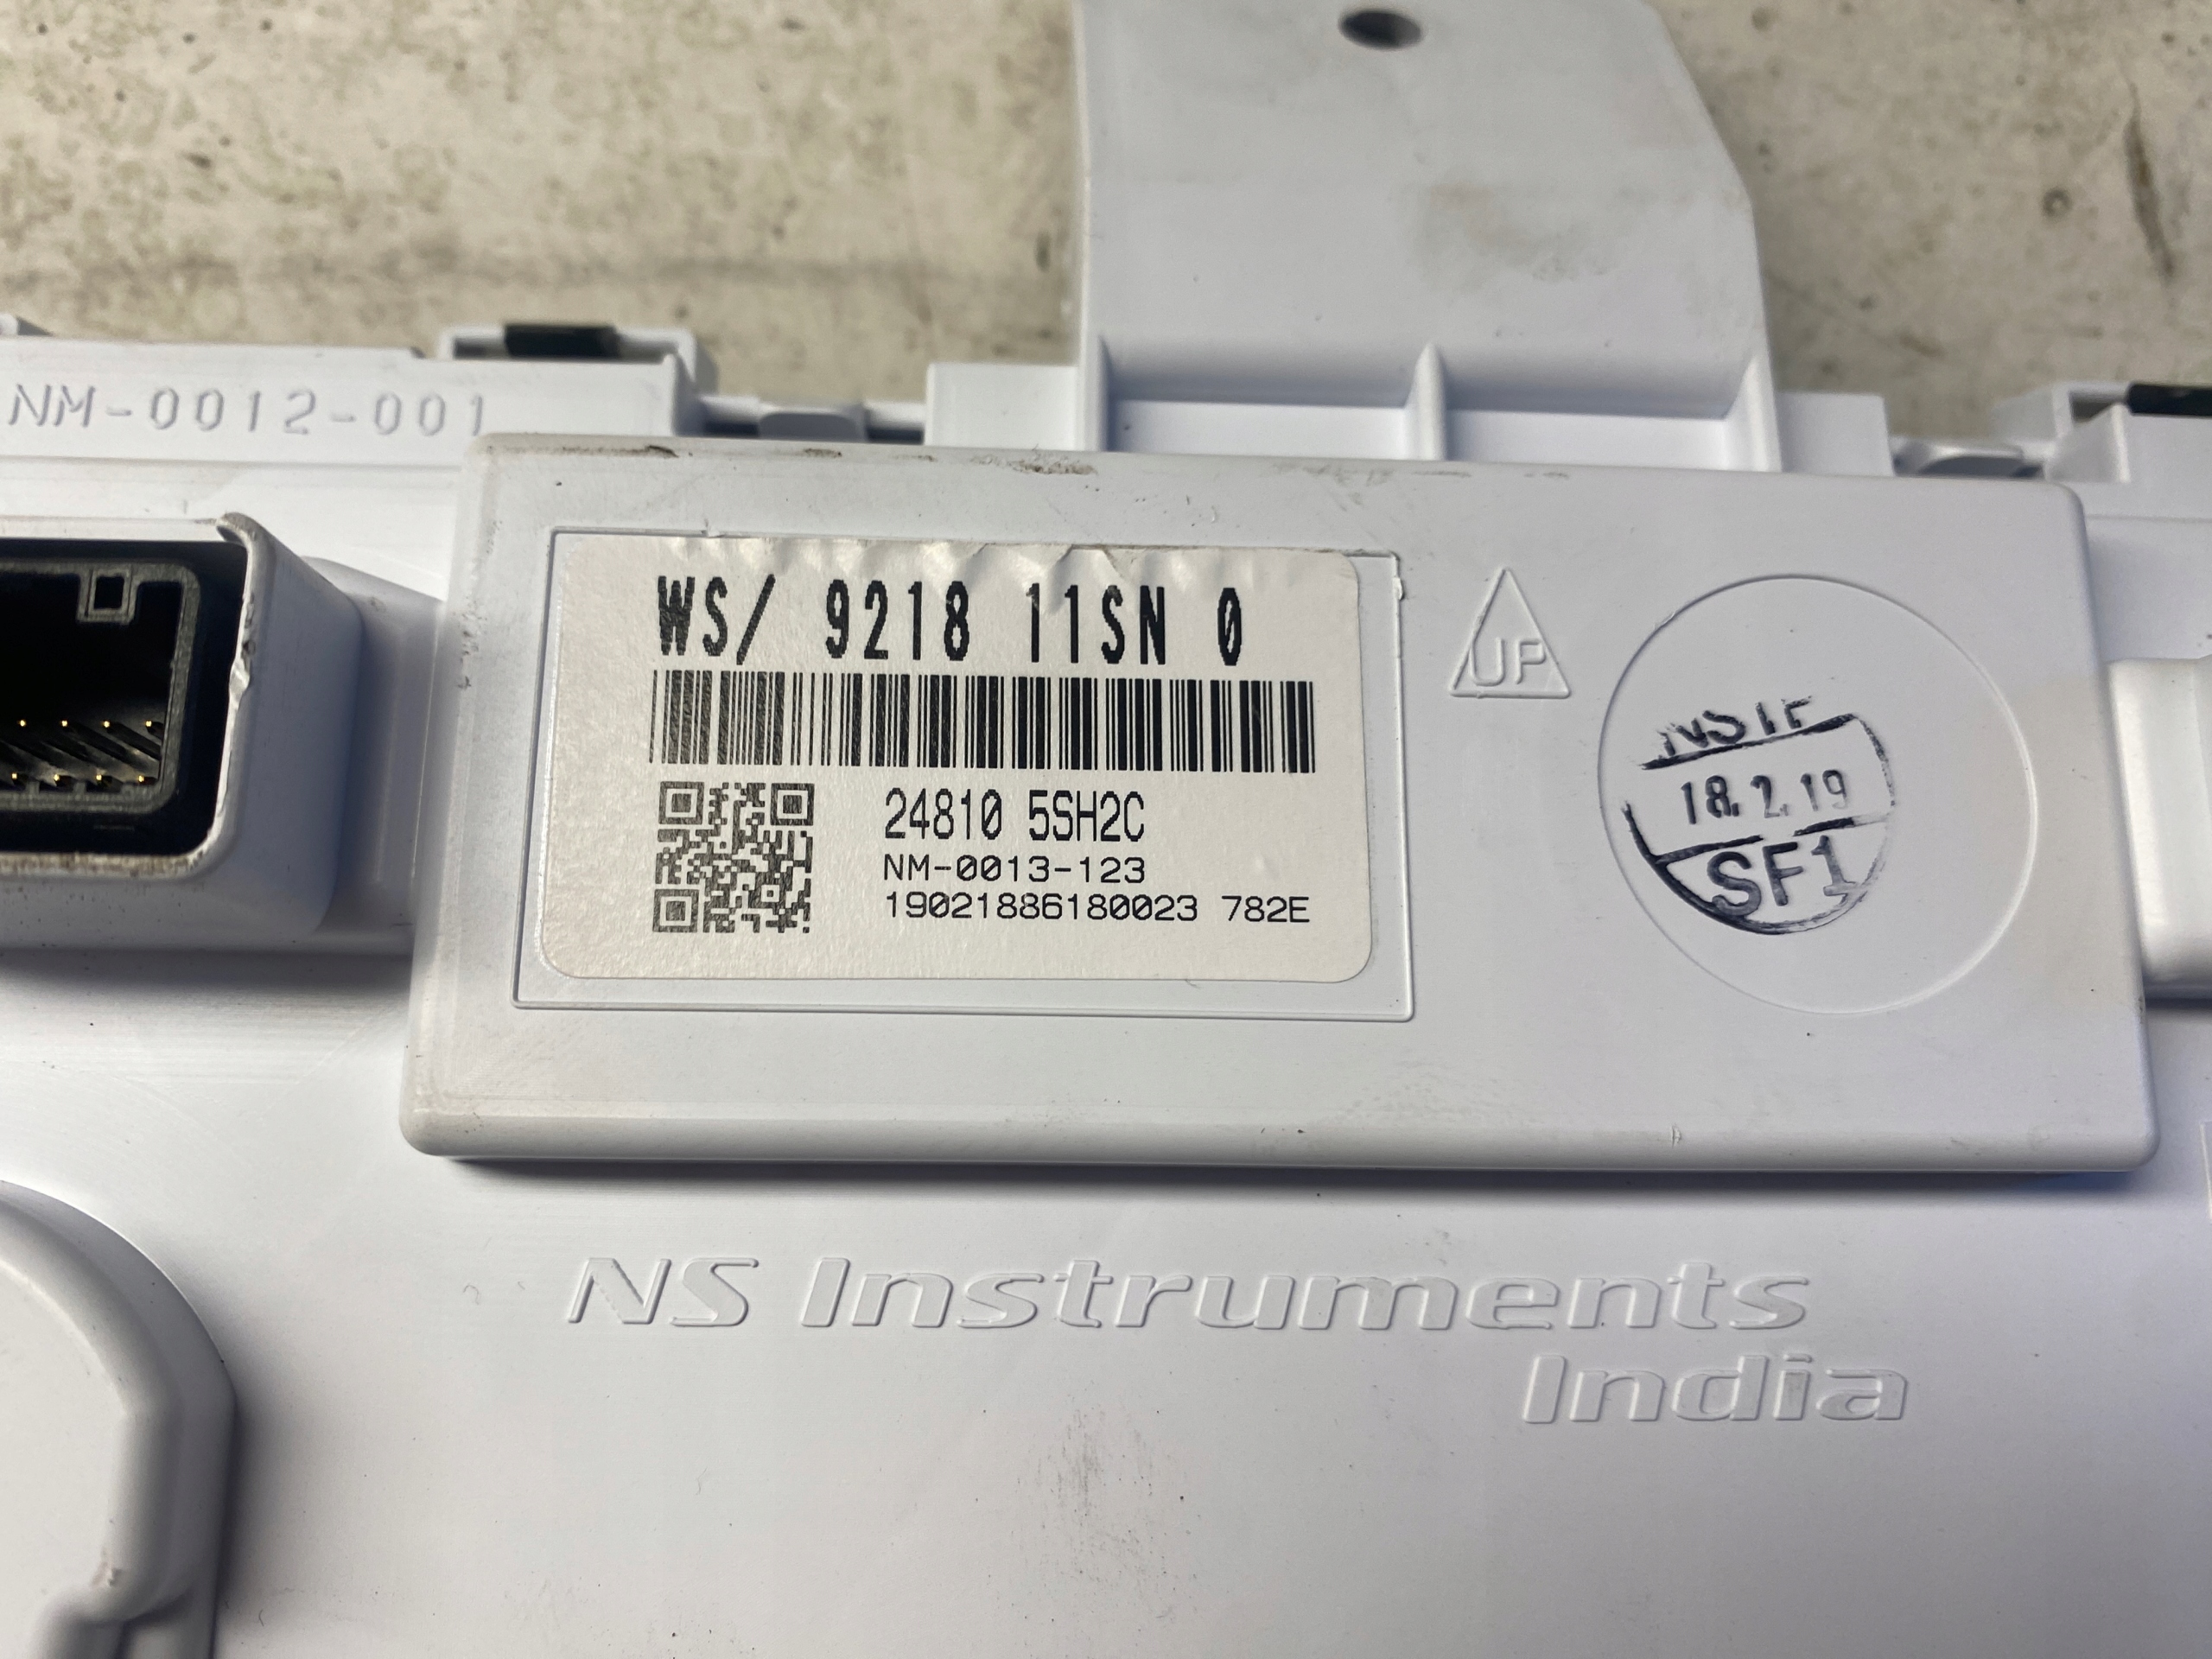 NM-0012-001
WS/ 9218 11SN 0
24810 5SH2C
NM-0013-123
19021886180023 782E
UP
18.2.19
SF1
NS Instruments
India